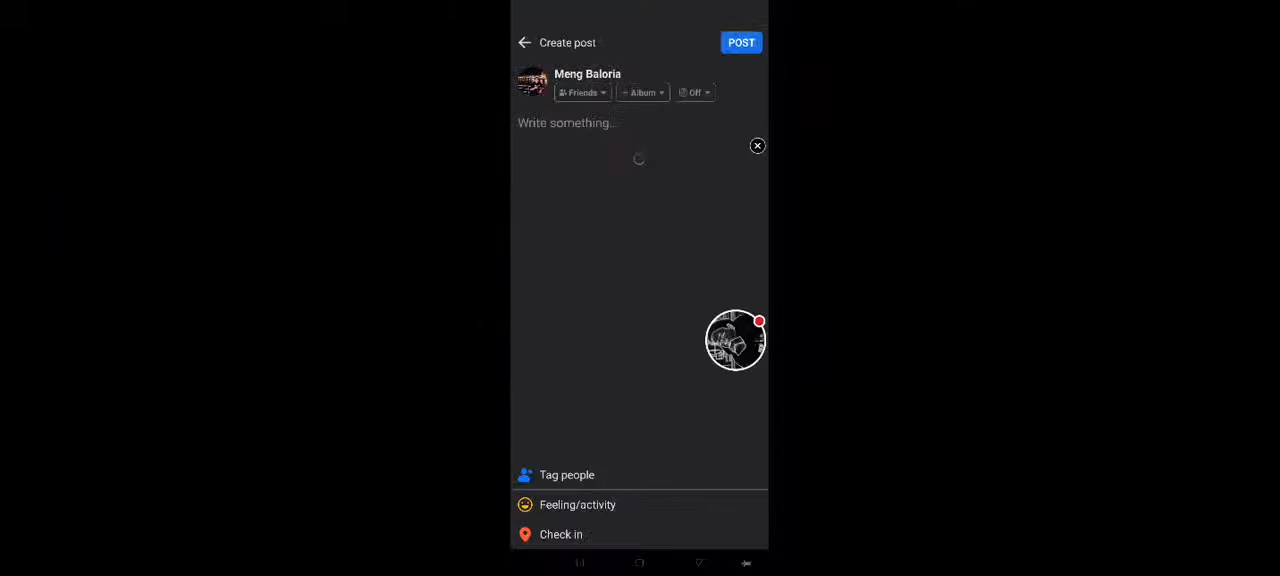 Create post
POST
Meng Baloria
Friends
+ Album
Off
Write something...
Tag people
Feeling/activity
Check in